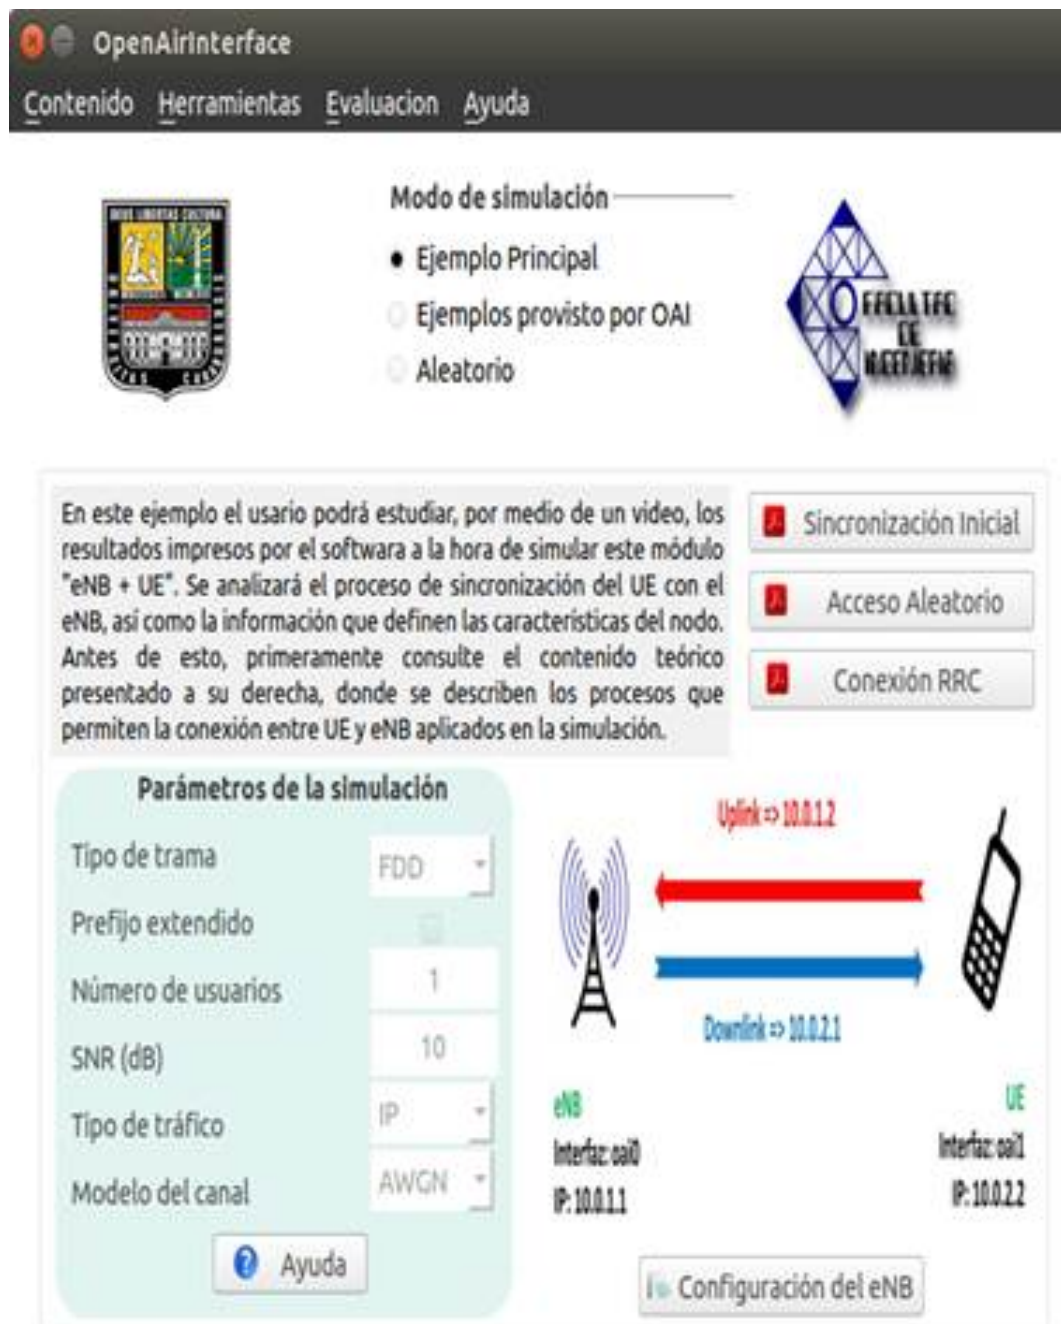 OpenAirInterface
Contenido Herramientas Evaluacion Ayuda
Modo de simulación
Ejemplo Principal
Ejemplos provisto por OAI
Aleatorio
FACULTAD
DE
INGENIERIA
En este ejemplo el usario podrá estudiar, por medio de un video, los
resultados impresos por el softwara a la hora de simular este módulo
"eNB + UE". Se analizará el proceso de sincronización del UE con el
eNB, así como la información que definen las características del nodo.
Antes de esto, primeramente consulte el contenido teórico
presentado a su derecha, donde se describen los procesos que
permiten la conexión entre UE y eNB aplicados en la simulación.
Sincronización Inicial
Acceso Aleatorio
Conexión RRC
Parámetros de la simulación
Tipo de trama FDD
Prefijo extendido
Número de usuarios 1
SNR (dB) 10
Tipo de tráfico IP
Modelo del canal AWGN
Ayuda
Uplink => 10.0.1.2
Downlink => 10.0.2.1
eNB
Interfaz: oai0
IP: 10.0.1.1
UE
Interfaz: oai1
IP: 10.0.2.2
Configuración del eNB